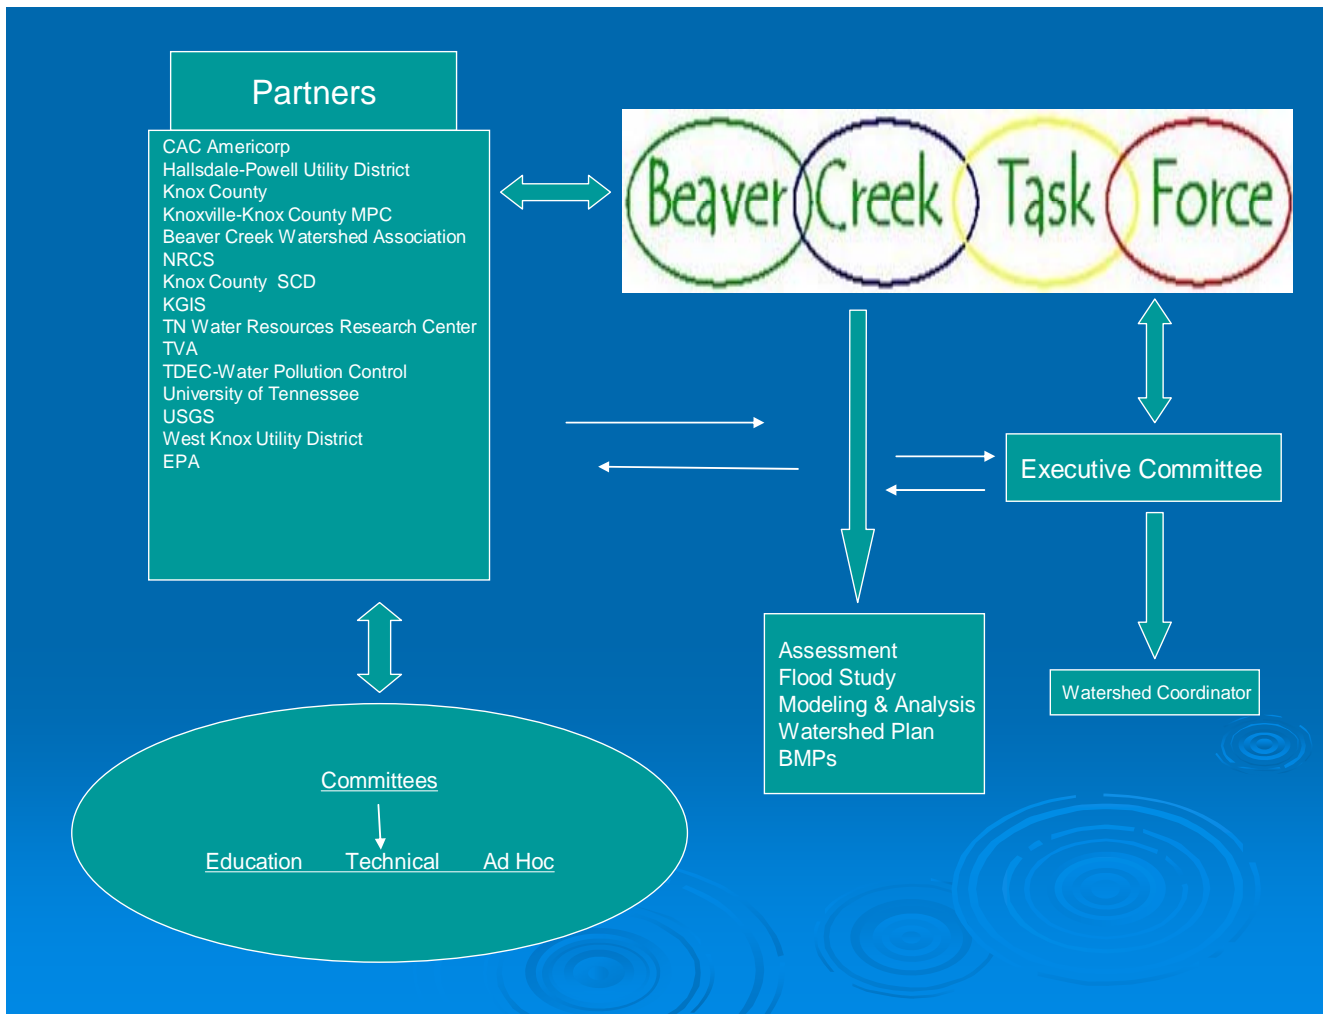 Partners
CAC Americorp
Hallsdale-Powell Utility District
Knox County
Knoxville-Knox County MPC
Beaver Creek Watershed Association
NRCS
Knox County SCD
KGIS
TN Water Resources Research Center
TVA
TDEC-Water Pollution Control
University of Tennessee
USGS
West Knox Utility District
EPA
Beaver Creek Task Force
Executive Committee
Assessment
Flood Study
Modeling & Analysis
Watershed Plan
BMPs
Watershed Coordinator
Committees
Education Technical Ad Hoc